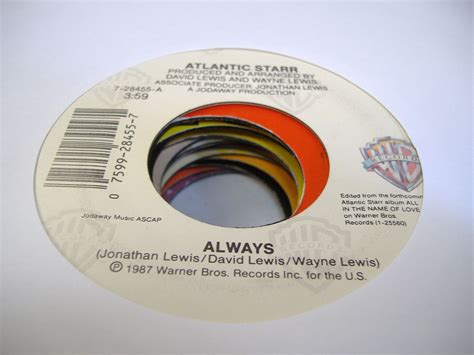 ATLANTIC STARR
PRODUCED AND ARRANGED BY
DAVID LEWIS AND WAYNE LEWIS
ASSOCIATE PRODUCER: JONATHAN LEWIS
A JODAWAY PRODUCTION
7-28455-A
3:59
0 7599-28455-7
Edited from the forthcoming
Atlantic Starr album ALL
IN THE NAME OF LOVE
on Warner Bros.
Records (1-25560)
Jodaway Music ASCAP
ALWAYS
(Jonathan Lewis/David Lewis/Wayne Lewis)
℗ 1987 Warner Bros. Records Inc. for the U.S.